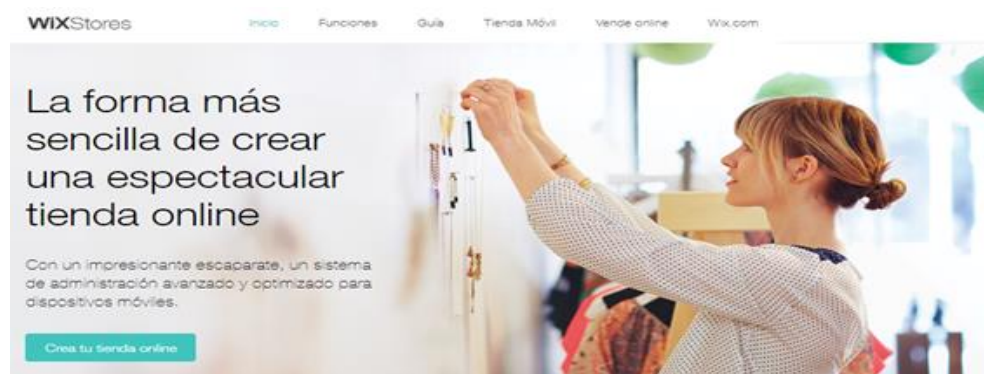 WiXStores
Inicio Funciones Guía Tienda Móvil Vende online Wix.com
La forma más
sencilla de crear
una espectacular
tienda online
Con un impresionante escaparate, un sistema
de administración avanzado y optimizado para
dispositivos móviles.
Crea tu tienda online